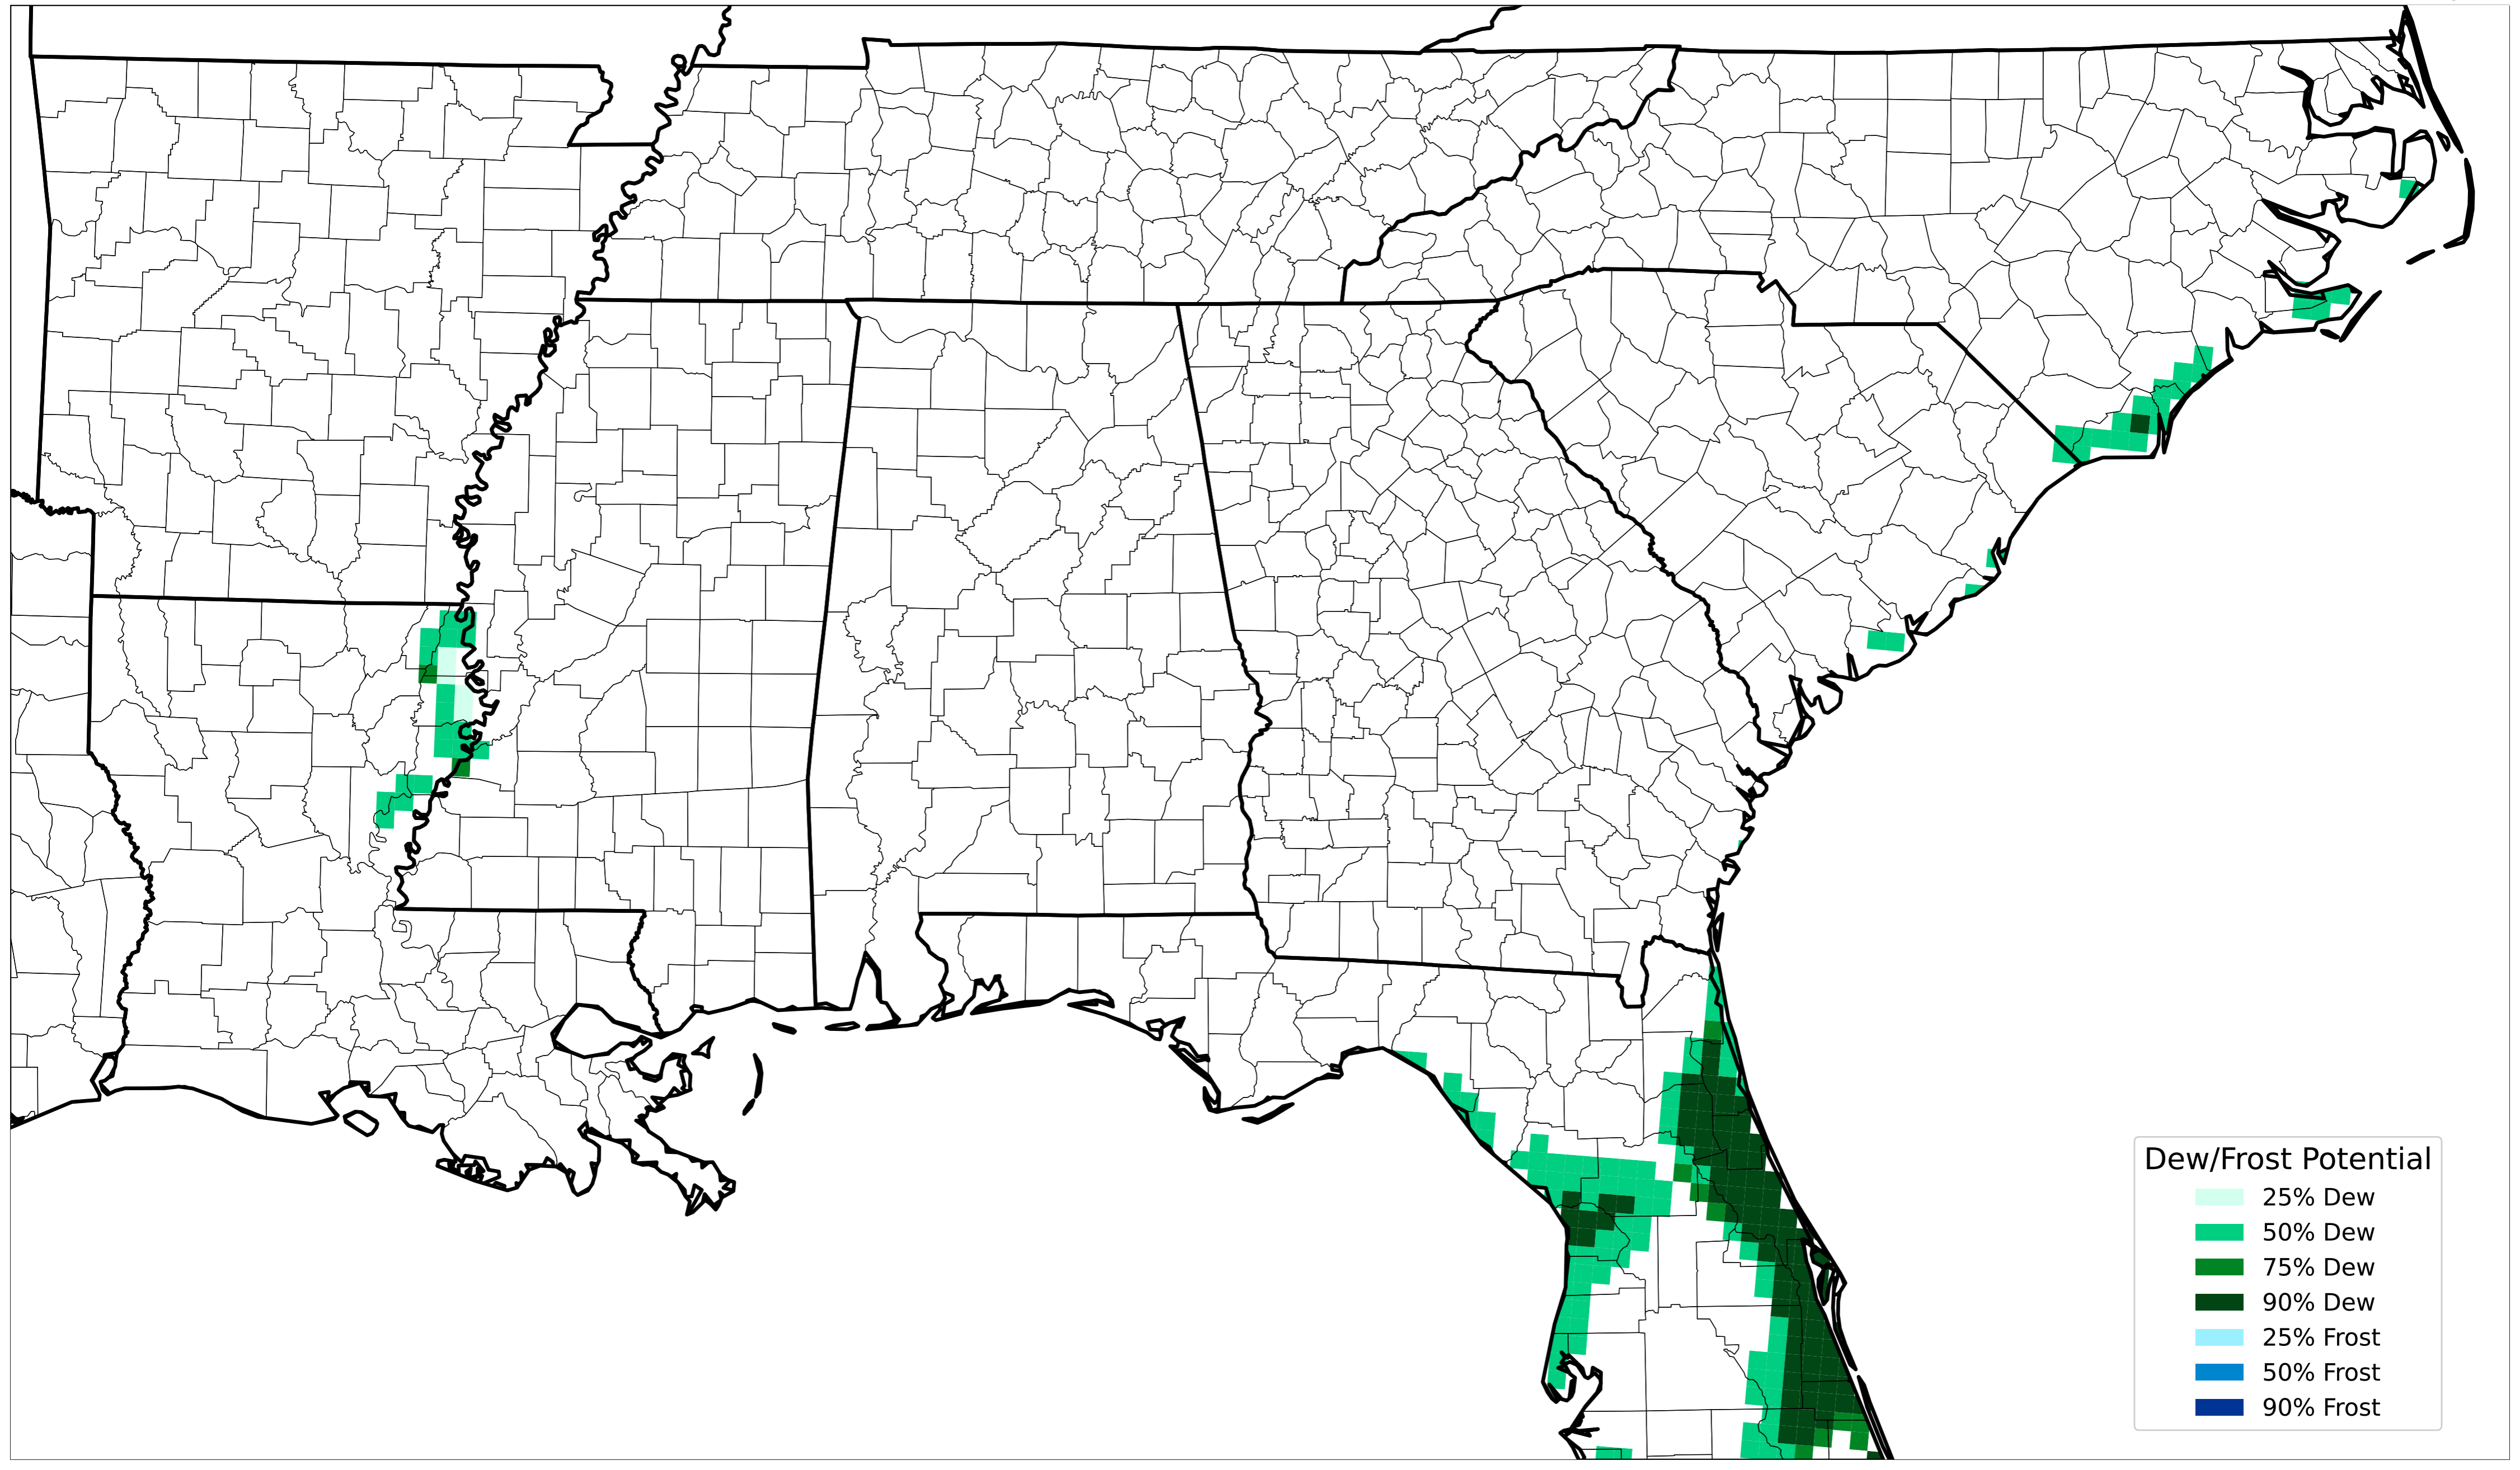 Dew/Frost Potential
25% Dew
50% Dew
75% Dew
90% Dew
25% Frost
50% Frost
90% Frost